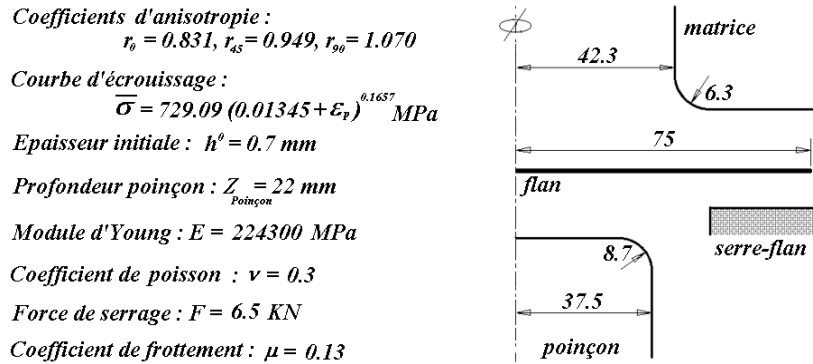 Coefficients d'anisotropie :
r₀ = 0.831, r₄₅ = 0.949, r₉₀ = 1.070
Courbe d'écrouissage :
σ̅ = 729.09 (0.01345+εₚ)^0.1657 MPa
Epaisseur initiale : h⁰ = 0.7 mm
Profondeur poinçon : Z_Poinçon = 22 mm
Module d'Young : E = 224300 MPa
Coefficient de poisson : ν = 0.3
Force de serrage : F = 6.5 KN
Coefficient de frottement : μ = 0.13
matrice
42.3
6.3
75
flan
serre-flan
8.7
37.5
poinçon